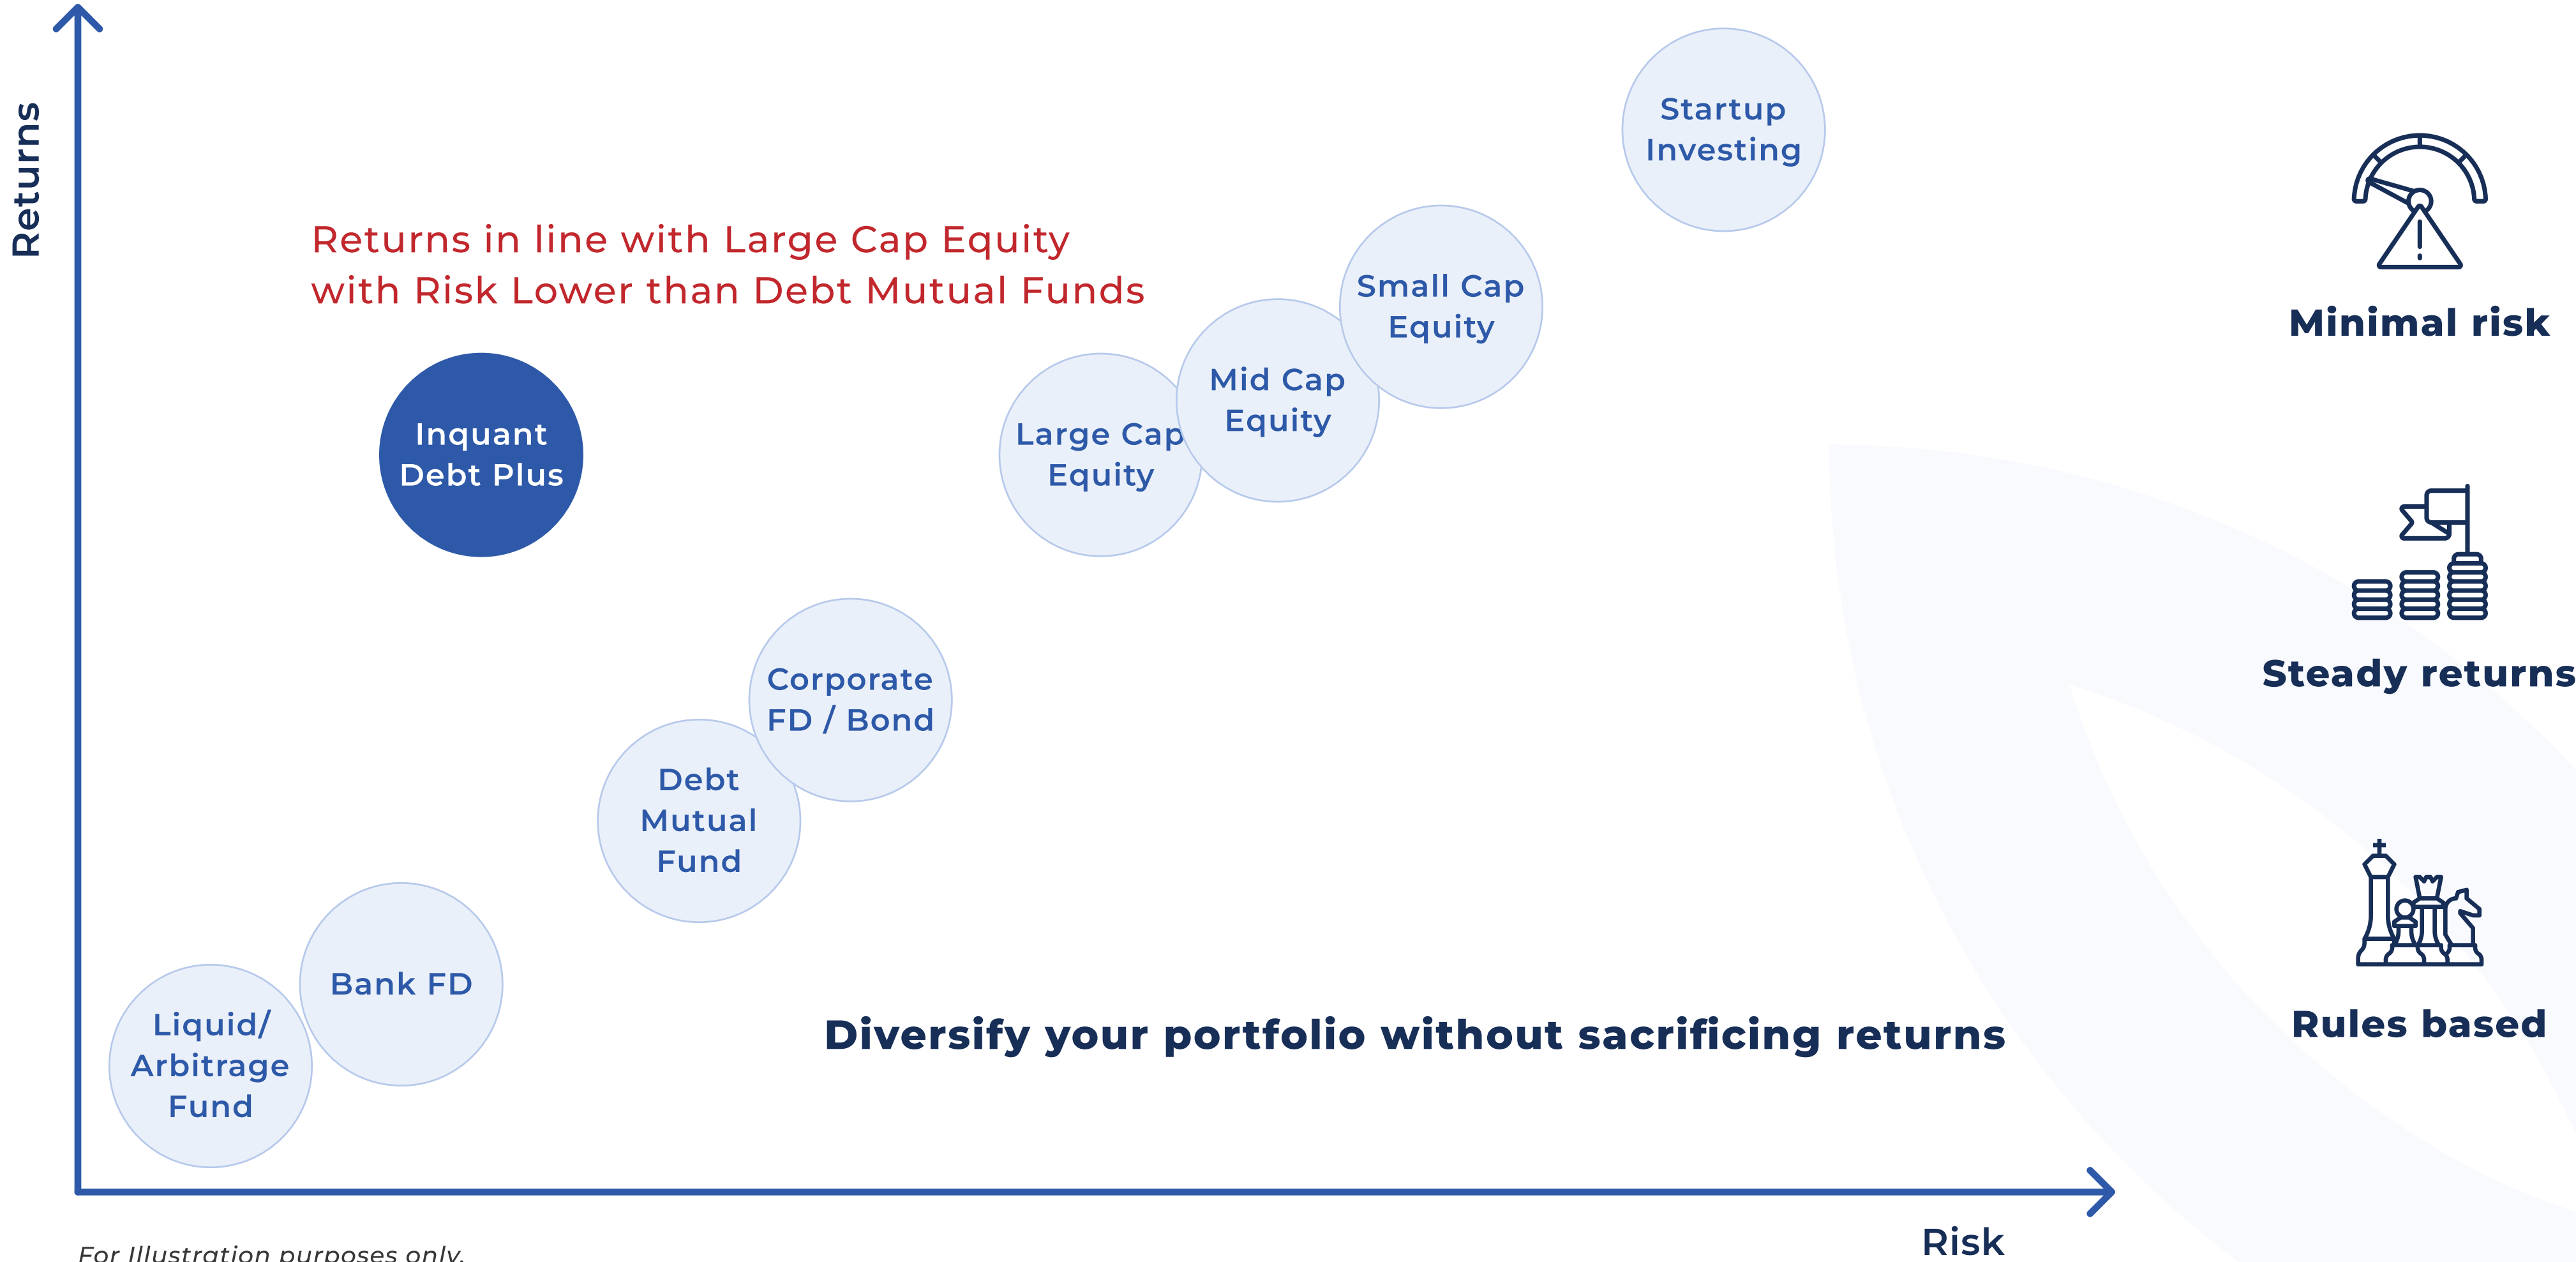 Returns
Startup
Investing
Returns in line with Large Cap Equity
with Risk Lower than Debt Mutual Funds
Small Cap
Equity
Mid Cap
Equity
Large Cap
Equity
Inquant
Debt Plus
Corporate
FD / Bond
Debt
Mutual
Fund
Bank FD
Liquid/
Arbitrage
Fund
Diversify your portfolio without sacrificing returns
Risk
For Illustration purposes only.
Minimal risk
Steady returns
Rules based